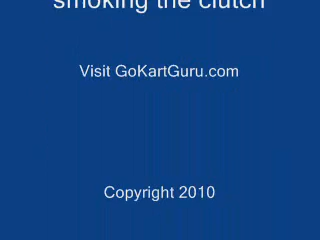 smoking the clutch
Visit GoKartGuru.com
Copyright 2010